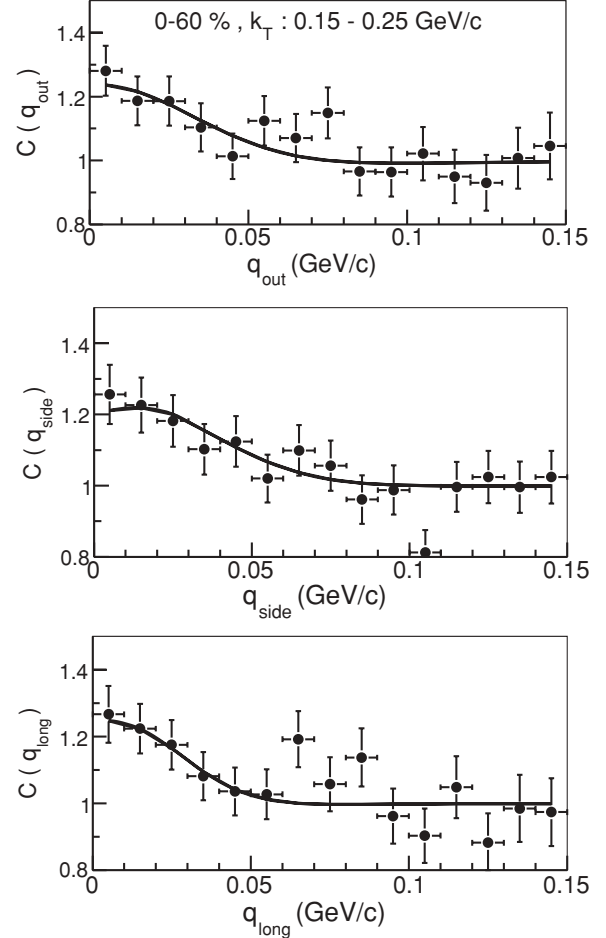 0-60 % , k_T : 0.15 - 0.25 GeV/c
C ( q_out )
1.4
1.2
1
0.8
0 0.05 0.1 0.15
q_out (GeV/c)
C ( q_side )
1.4
1.2
1
0.8
0 0.05 0.1 0.15
q_side (GeV/c)
C ( q_long )
1.4
1.2
1
0.8
0 0.05 0.1 0.15
q_long (GeV/c)